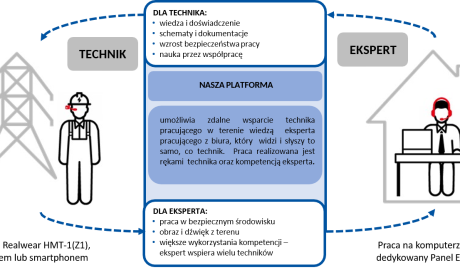 DLA TECHNIKA:
• wiedza i doświadczenie
• schematy i dokumentacje
• wzrost bezpieczeństwa pracy
• nauka przez współpracę
TECHNIK
EKSPERT
NASZA PLATFORMA
umożliwia zdalne wsparcie technika
pracującego w terenie wiedzą eksperta
pracującego z biura, który widzi i słyszy to
samo, co technik. Praca realizowana jest
rękami technika oraz kompetencją eksperta.
DLA EKSPERTA:
• praca w bezpiecznym środowisku
• obraz i dźwięk z terenu
• większe wykorzystania kompetencji –
ekspert wspiera wielu techników
Realwear HMT-1(Z1),
em lub smartphonem
Praca na komputerz
dedykowany Panel E